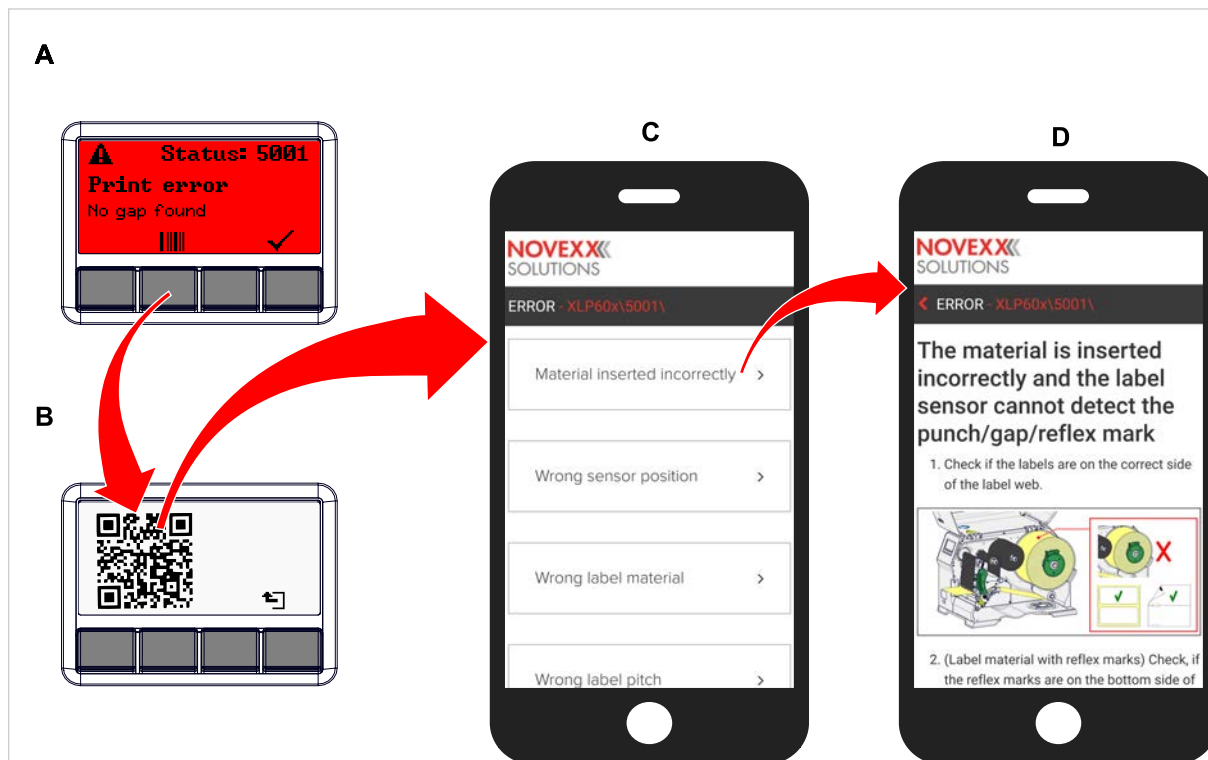 A
Status: 5001
Print error
No gap found
B
C
NOVEXX
SOLUTIONS
ERROR - XLP60x\5001\
Material inserted incorrectly
Wrong sensor position
Wrong label material
Wrong label pitch
D
NOVEXX
SOLUTIONS
ERROR - XLP60x\5001\
The material is inserted
incorrectly and the label
sensor cannot detect the
punch/gap/reflex mark
1. Check if the labels are on the correct side
of the label web.
X
2. (Label material with reflex marks) Check, if
the reflex marks are on the bottom side of